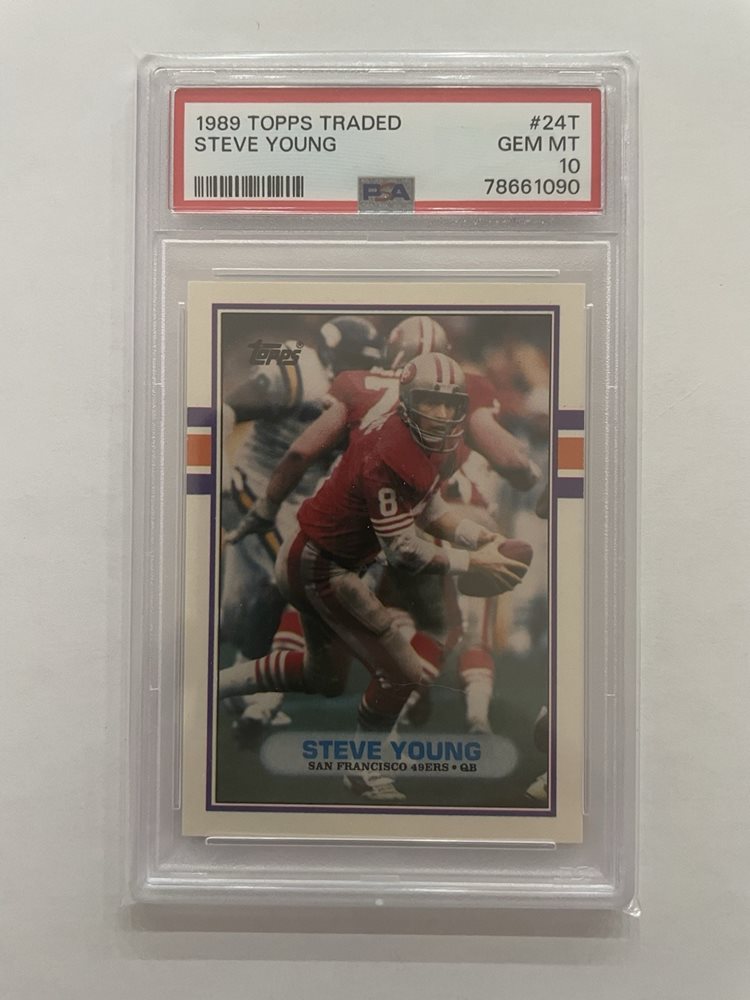 1989 TOPPS TRADED #24T
STEVE YOUNG GEM MT
10
PSA 78661090
Topps®
8
STEVE YOUNG
SAN FRANCISCO 49ERS • QB